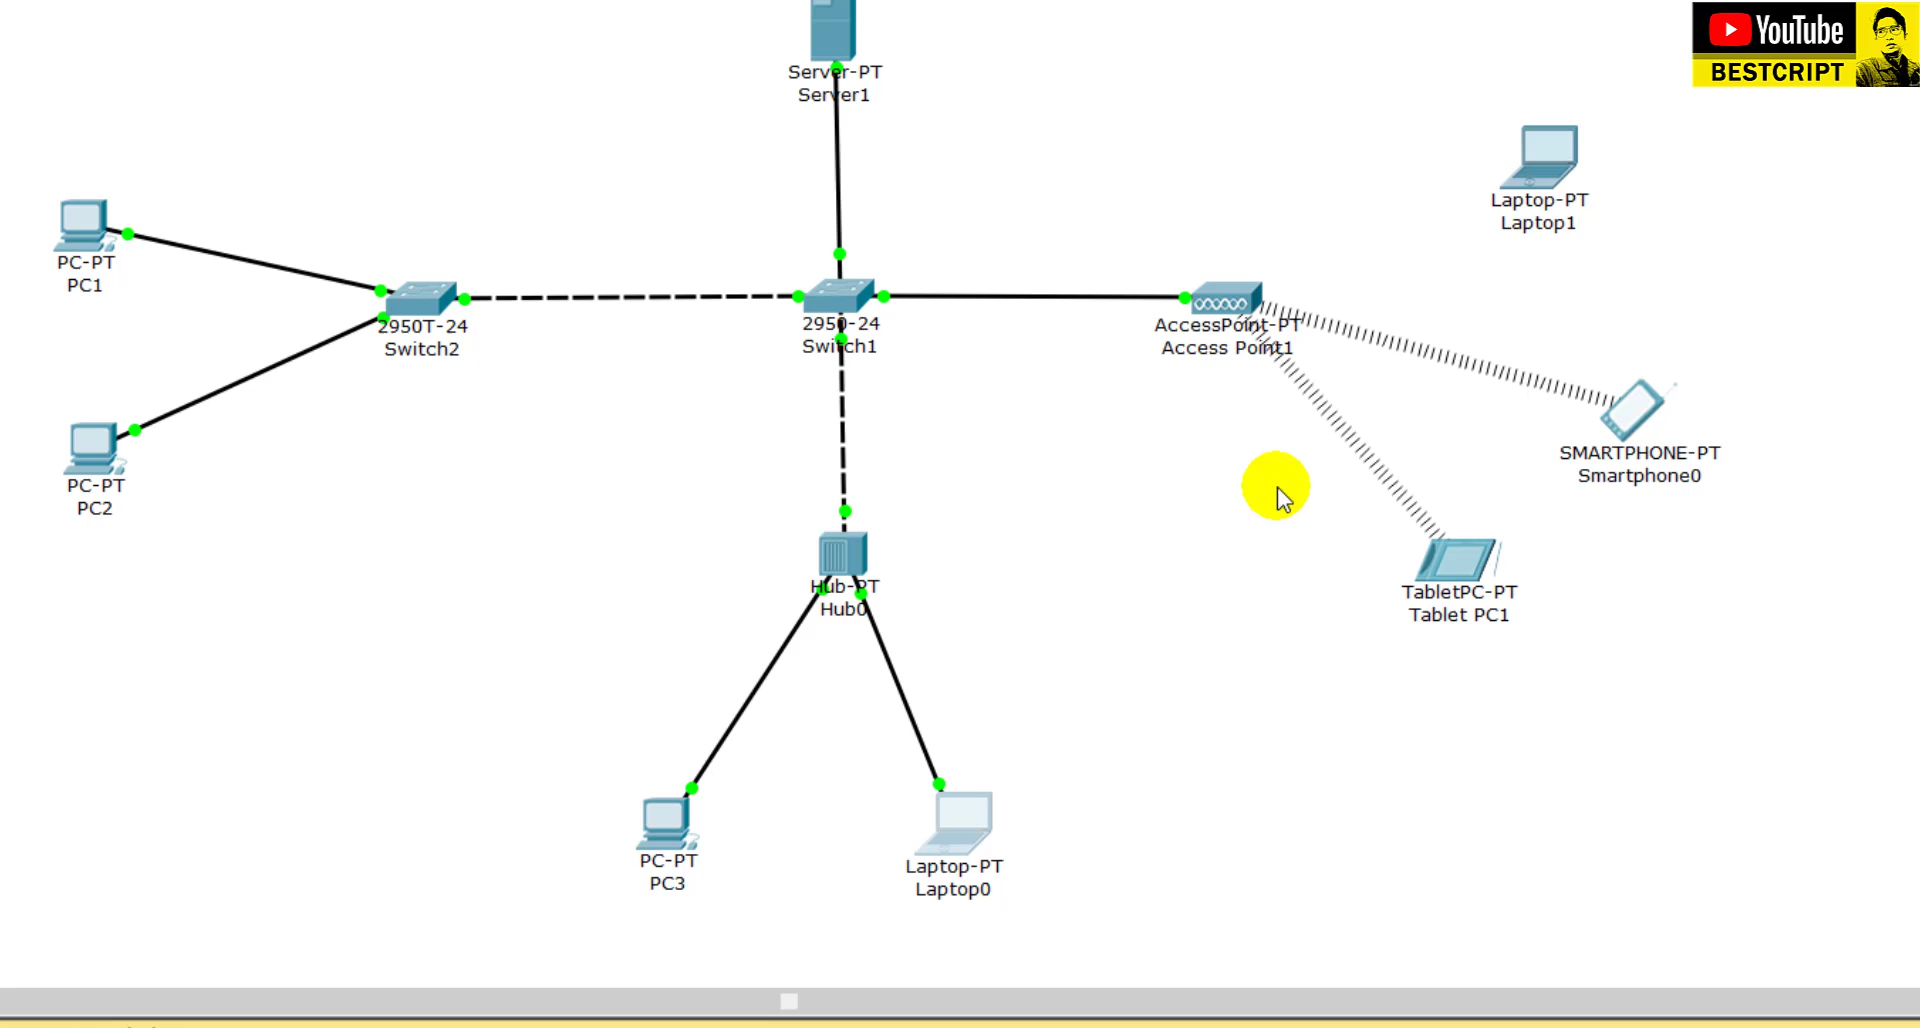 YouTube
BESTCRIPT
Server-PT
Server1
Laptop-PT
Laptop1
PC-PT
PC1
2950T-24
Switch2
2950-24
Switch1
AccessPoint-PT
Access Point1
SMARTPHONE-PT
Smartphone0
PC-PT
PC2
Hub-PT
Hub0
TabletPC-PT
Tablet PC1
PC-PT
PC3
Laptop-PT
Laptop0